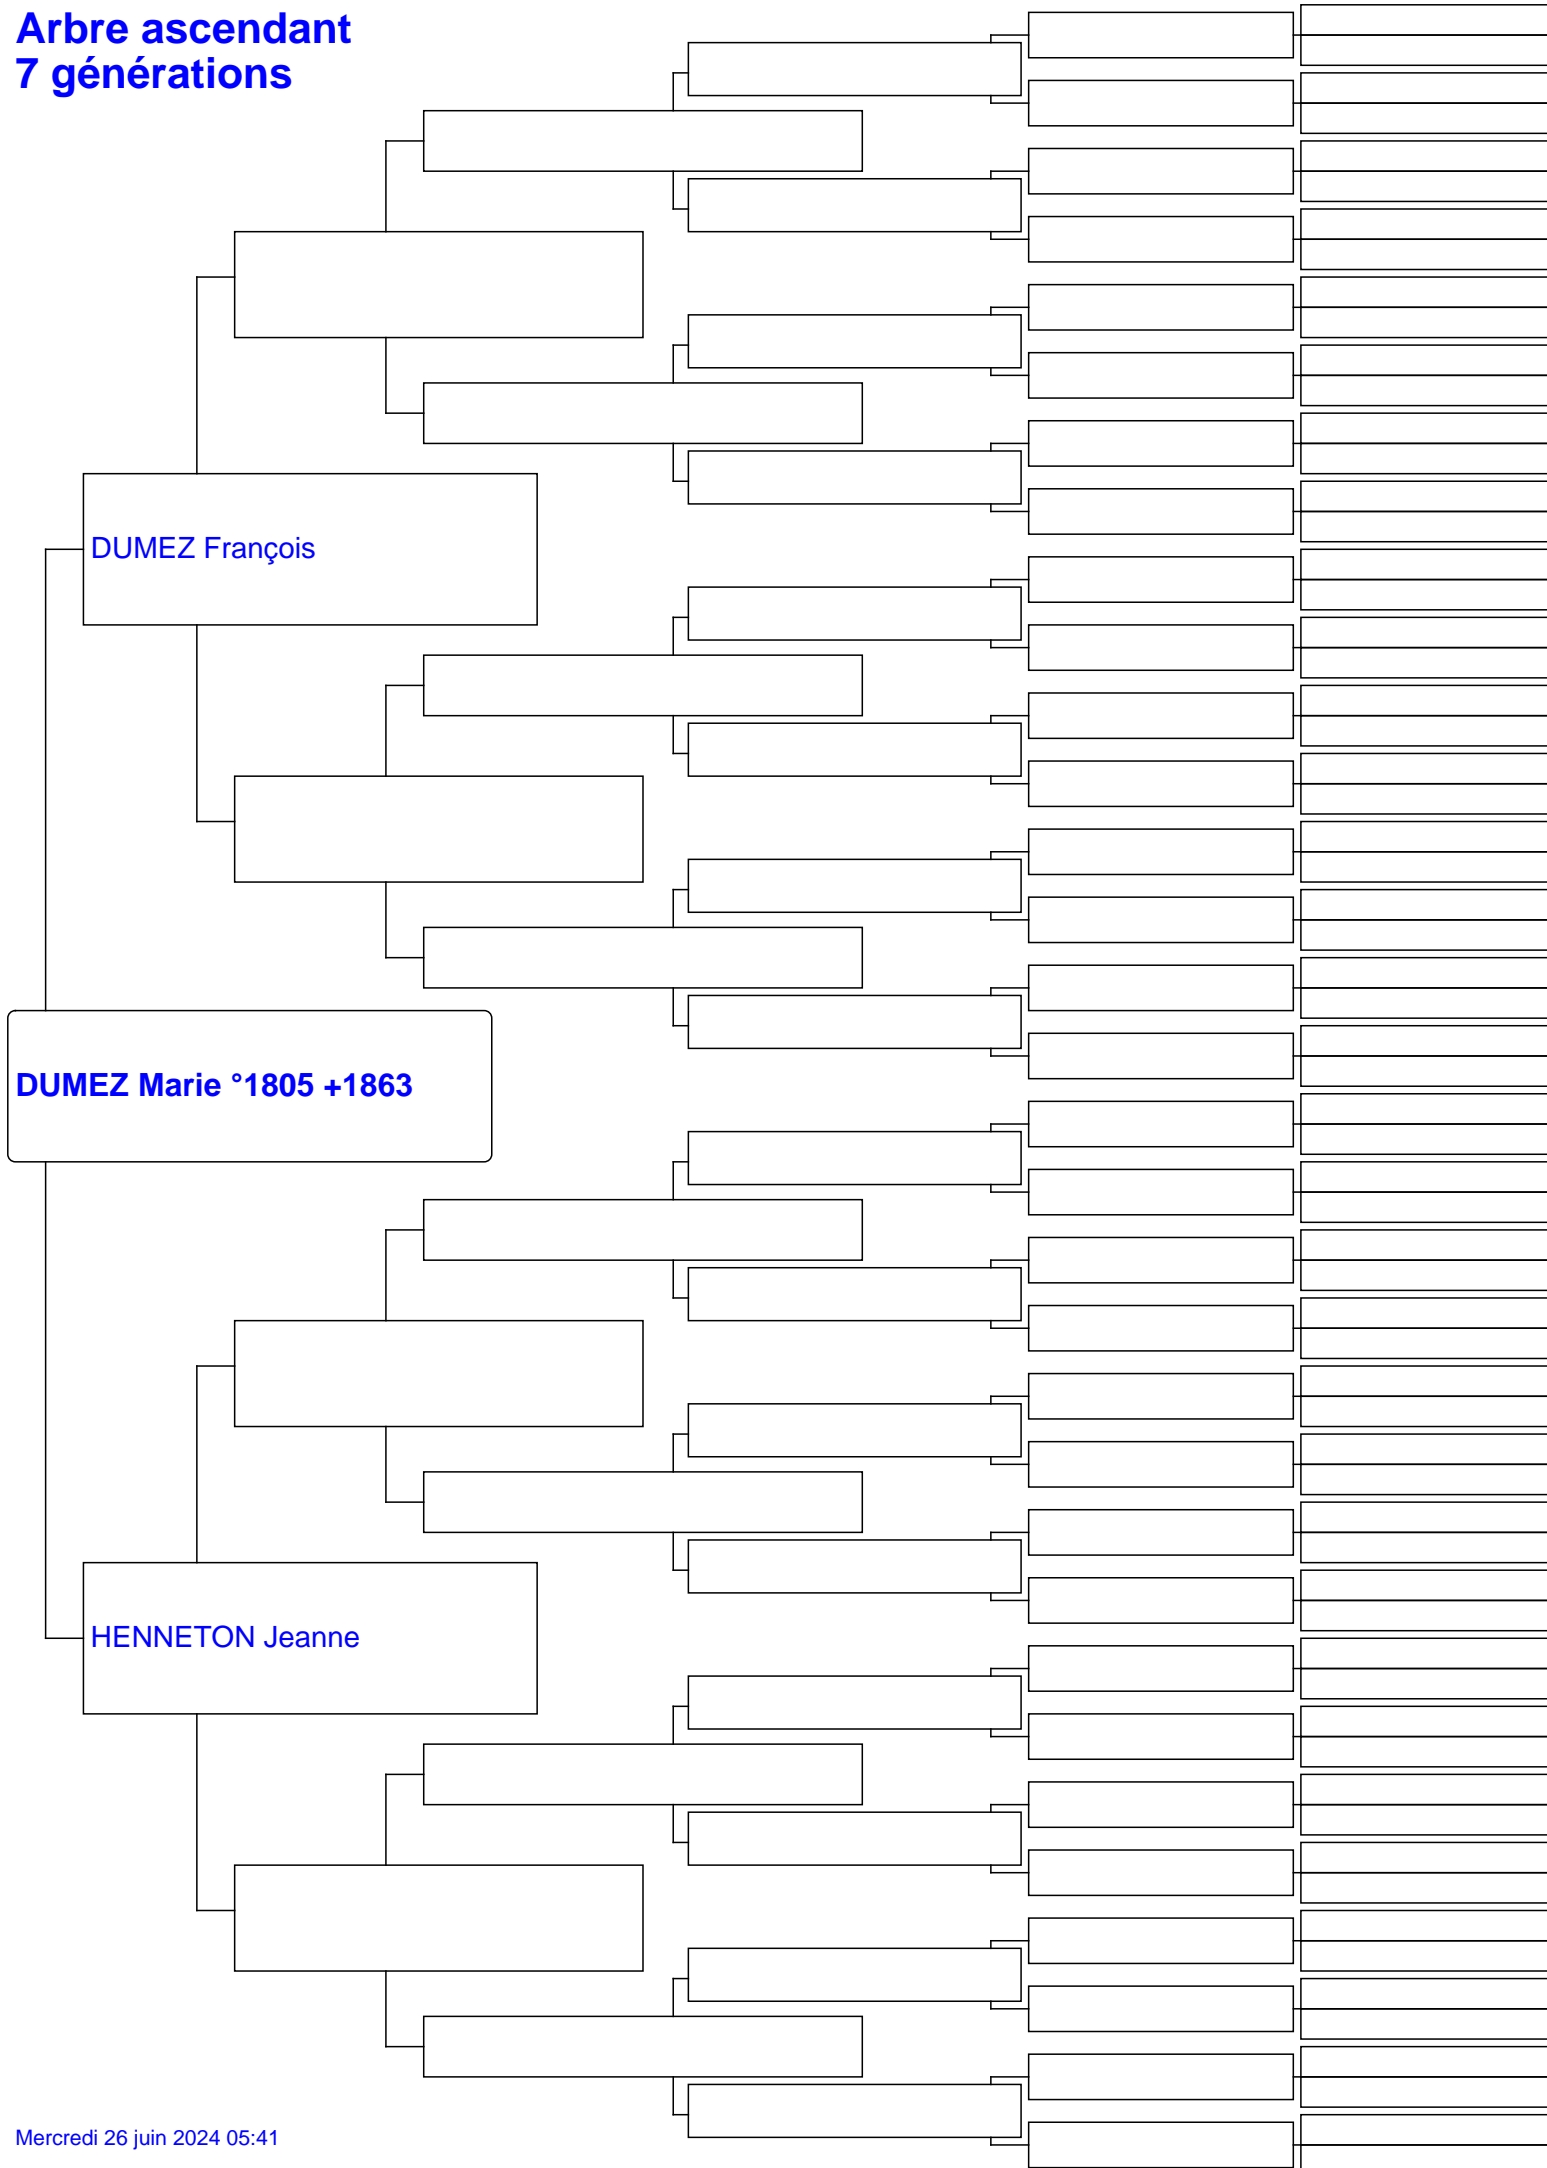 Arbre ascendant
7 générations
DUMEZ François
DUMEZ Marie °1805 +1863
HENNETON Jeanne
Mercredi 26 juin 2024 05:41